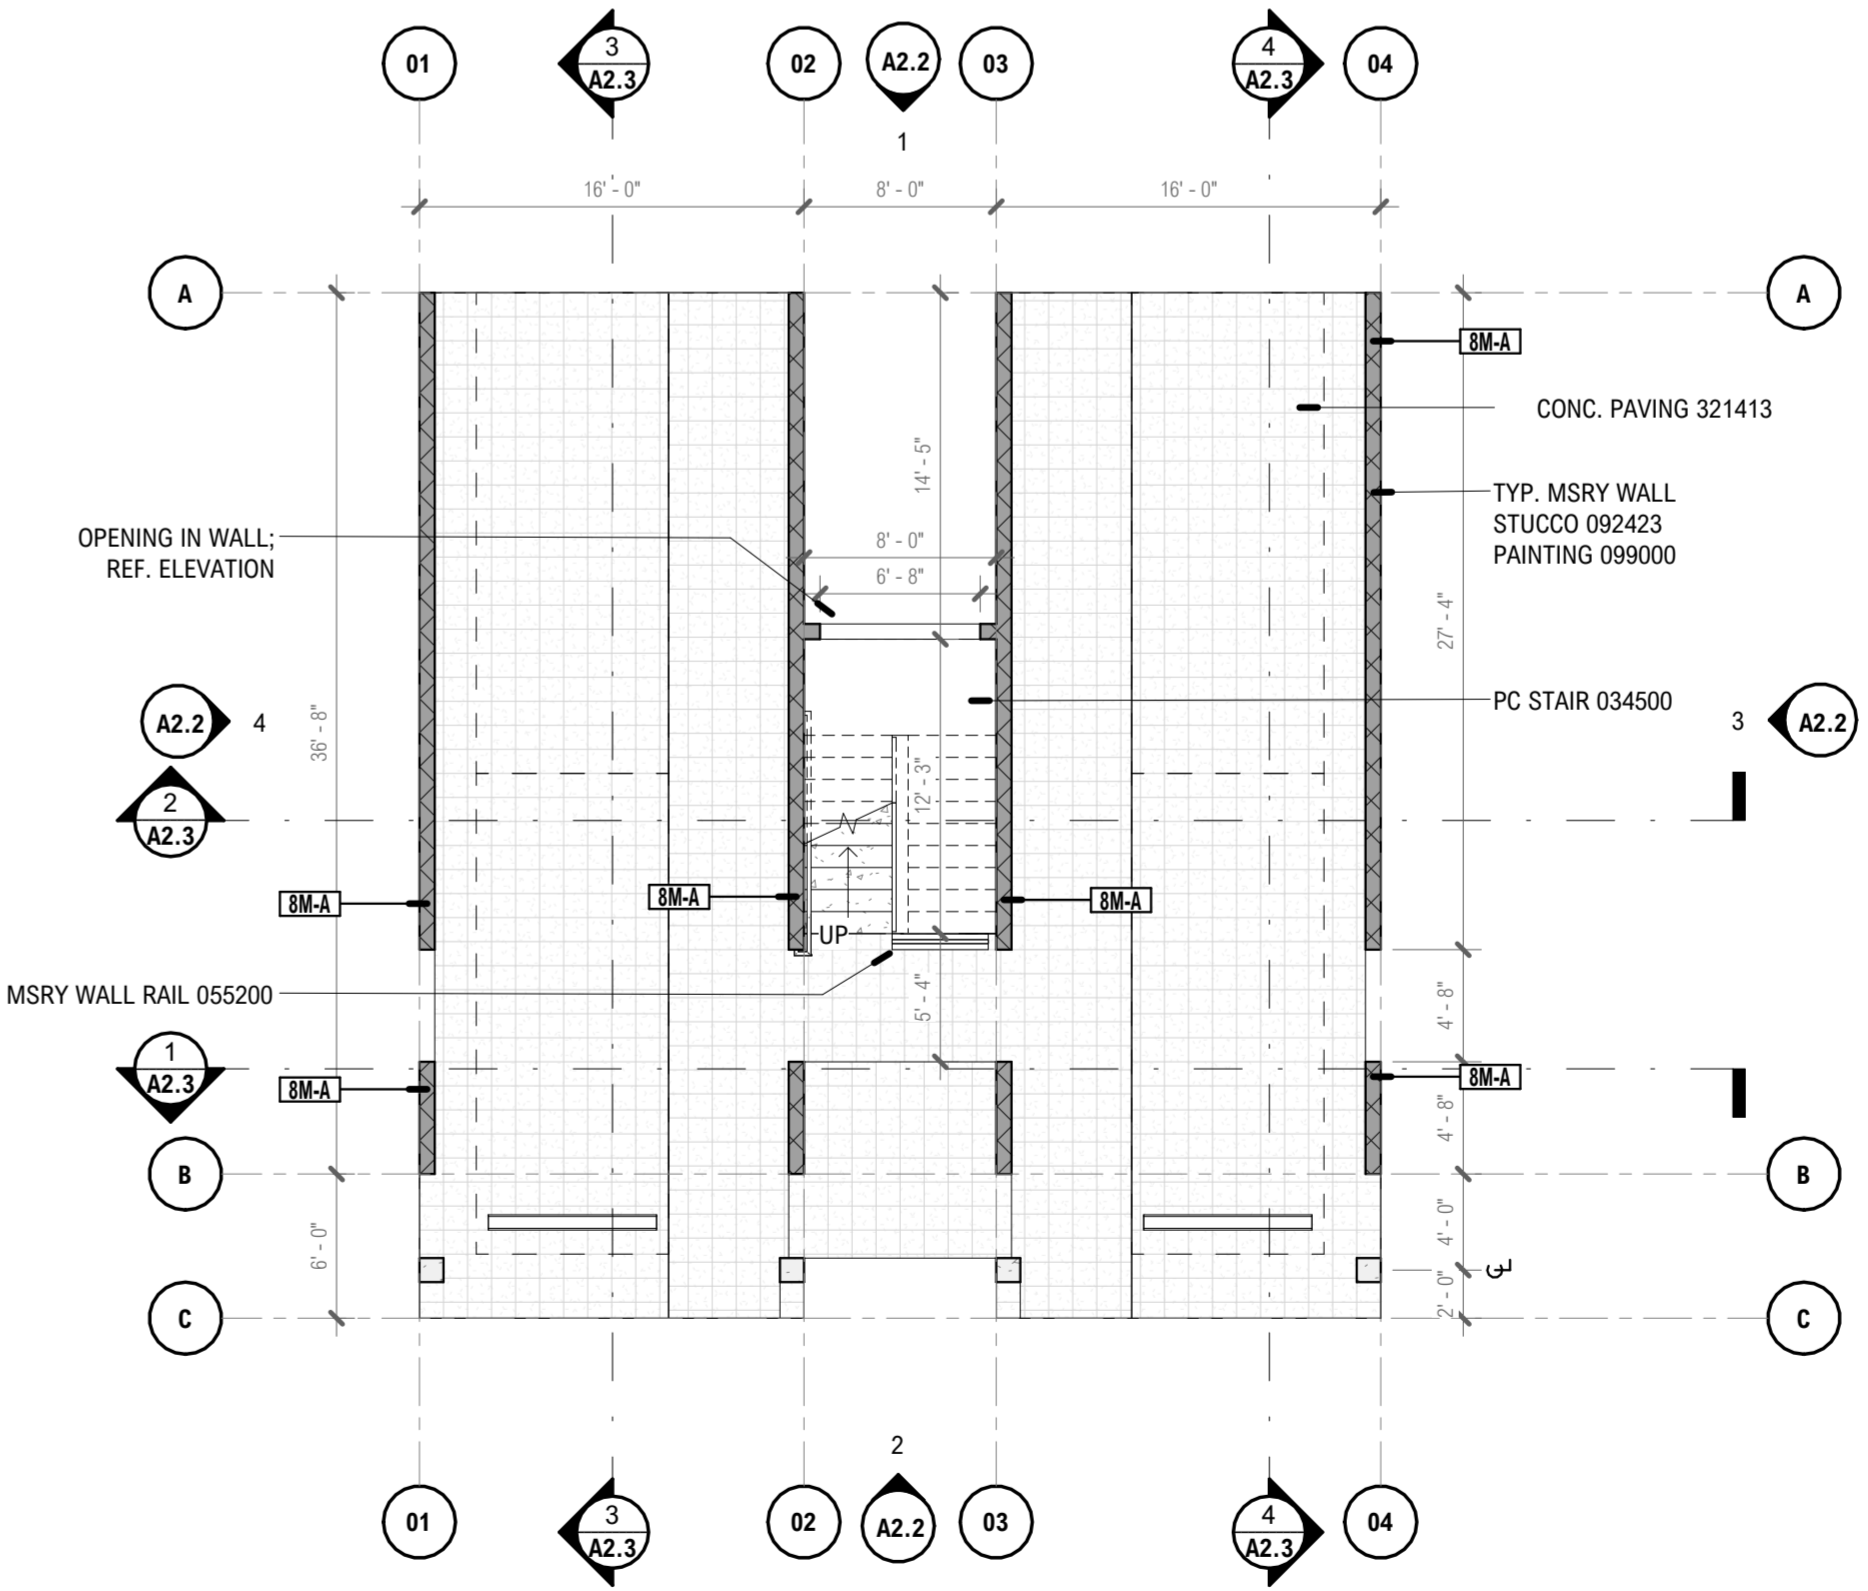 01
3
A2.3
02
A2.2
1
03
4
A2.3
04
16' - 0"
8' - 0"
16' - 0"
A
A
8M-A
CONC. PAVING 321413
14' - 5"
TYP. MSRY WALL
STUCCO 092423
PAINTING 099000
OPENING IN WALL;
REF. ELEVATION
8' - 0"
6' - 8"
27' - 4"
PC STAIR 034500
A2.2
4
36' - 8"
3
A2.2
2
A2.3
12' - 3"
8M-A
8M-A
8M-A
UP
MSRY WALL RAIL 055200
5' - 4"
4' - 8"
1
A2.3
8M-A
8M-A
4' - 8"
B
B
6' - 0"
4' - 0"
CL
2' - 0"
C
C
2
01
3
A2.3
02
A2.2
03
4
A2.3
04